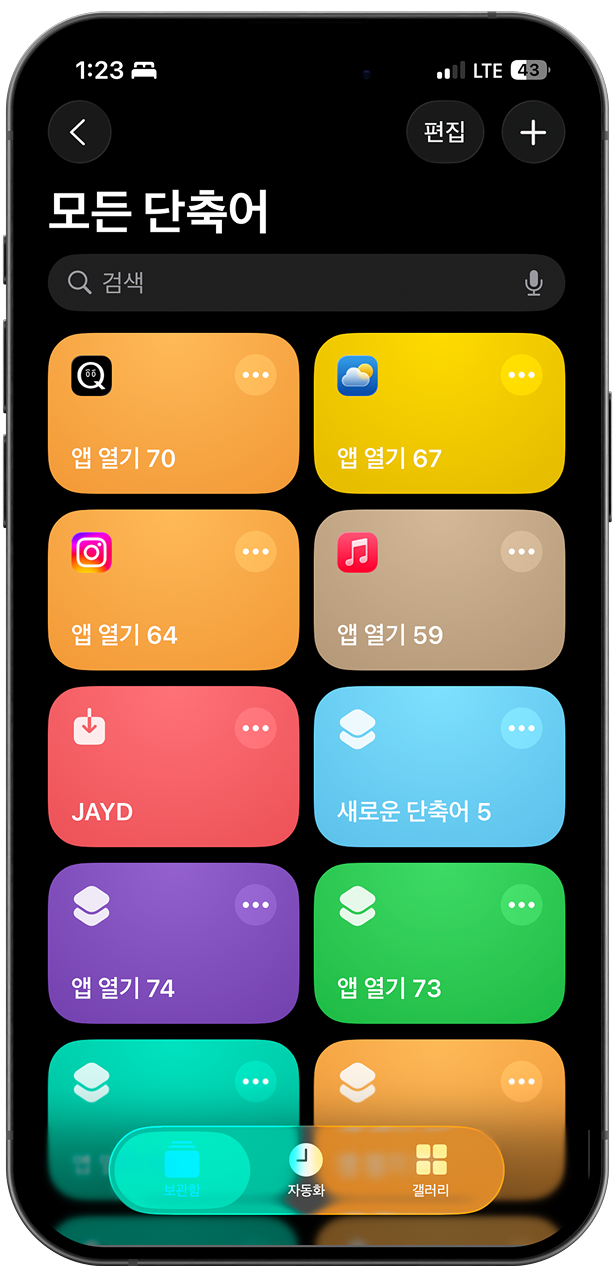 1:23
LTE 43
편집
모든 단축어
검색
앱 열기 70
앱 열기 67
앱 열기 64
앱 열기 59
JAYD
새로운 단축어 5
앱 열기 74
앱 열기 73
보관함
자동화
갤러리